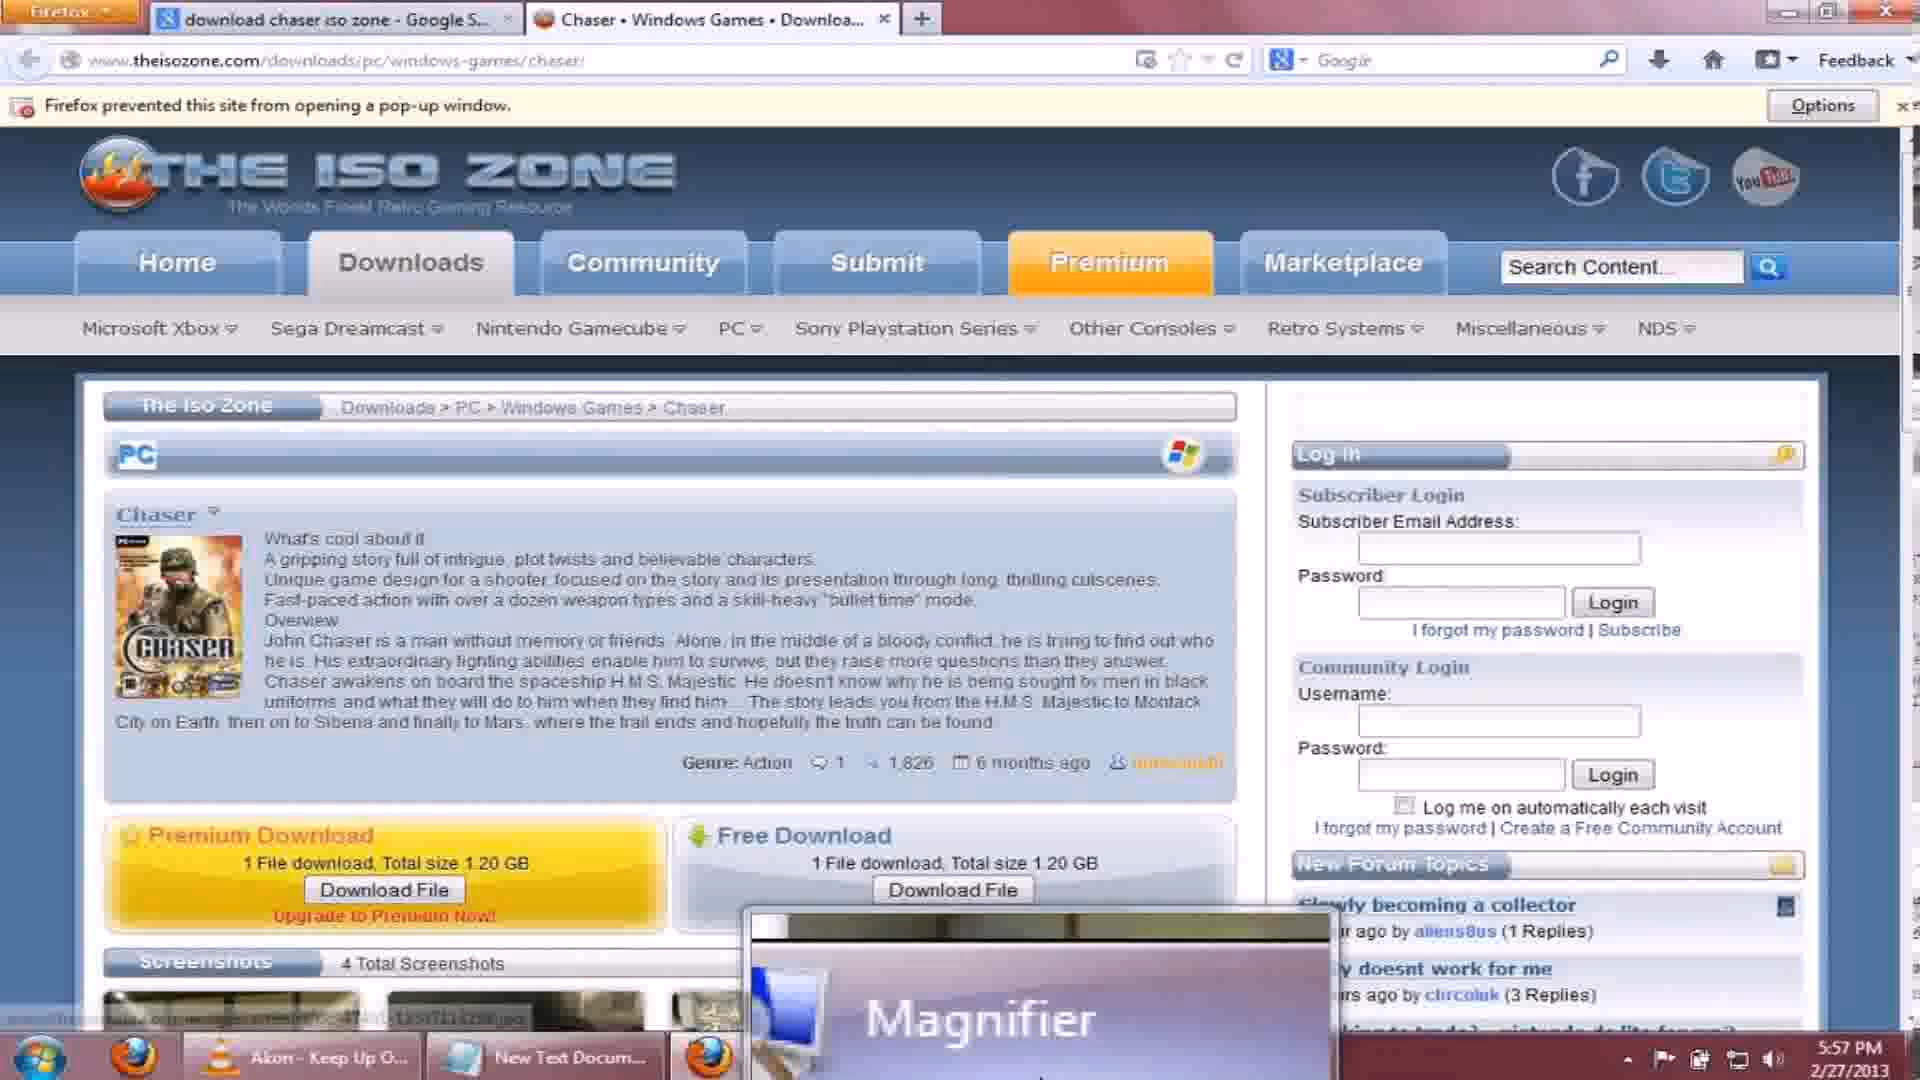 Firefox
download chaser iso zone - Google S...
Chaser • Windows Games • Downloa...
www.theisozone.com/downloads/pc/windows-games/chaser/
Google
Feedback
Firefox prevented this site from opening a pop-up window.
Options
THE ISO ZONE
The Worlds Finest Retro Gaming Resource
You Tube
Home
Downloads
Community
Submit
Premium
Marketplace
Search Content...
Microsoft Xbox
Sega Dreamcast
Nintendo Gamecube
PC
Sony Playstation Series
Other Consoles
Retro Systems
Miscellaneous
NDS
The Iso Zone
Downloads > PC > Windows Games > Chaser
PC
Chaser
CHASER
What's cool about it
A gripping story full of intrigue, plot twists and believable characters.
Unique game design for a shooter, focused on the story and its presentation through long, thrilling cutscenes.
Fast-paced action with over a dozen weapon types and a skill-heavy "bullet time" mode.
Overview
John Chaser is a man without memory or friends. Alone, in the middle of a bloody conflict, he is trying to find out who
he is. His extraordinary fighting abilities enable him to survive, but they raise more questions than they answer.
Chaser awakens on board the spaceship H.M.S. Majestic. He doesn't know why he is being sought by men in black
uniforms and what they will do to him when they find him... The story leads you from the H.M.S. Majestic to Montack
City on Earth, then on to Siberia and finally to Mars, where the trail ends and hopefully the truth can be found.
Genre: Action 1 1,826 6 months ago
Premium Download
1 File download, Total size 1.20 GB
Download File
Upgrade to Premium Now!!
Free Download
1 File download, Total size 1.20 GB
Download File
Screenshots
4 Total Screenshots
Log In
Subscriber Login
Subscriber Email Address:
Password:
Login
I forgot my password | Subscribe
Community Login
Username:
Password:
Login
Log me on automatically each visit
I forgot my password | Create a Free Community Account
New Forum Topics
Slowly becoming a collector
ur ago by aliens8us (1 Replies)
y doesnt work for me
urs ago by chrcoluk (3 Replies)
Magnifier
Akon - Keep Up O...
New Text Docum...
5:57 PM
2/27/2013